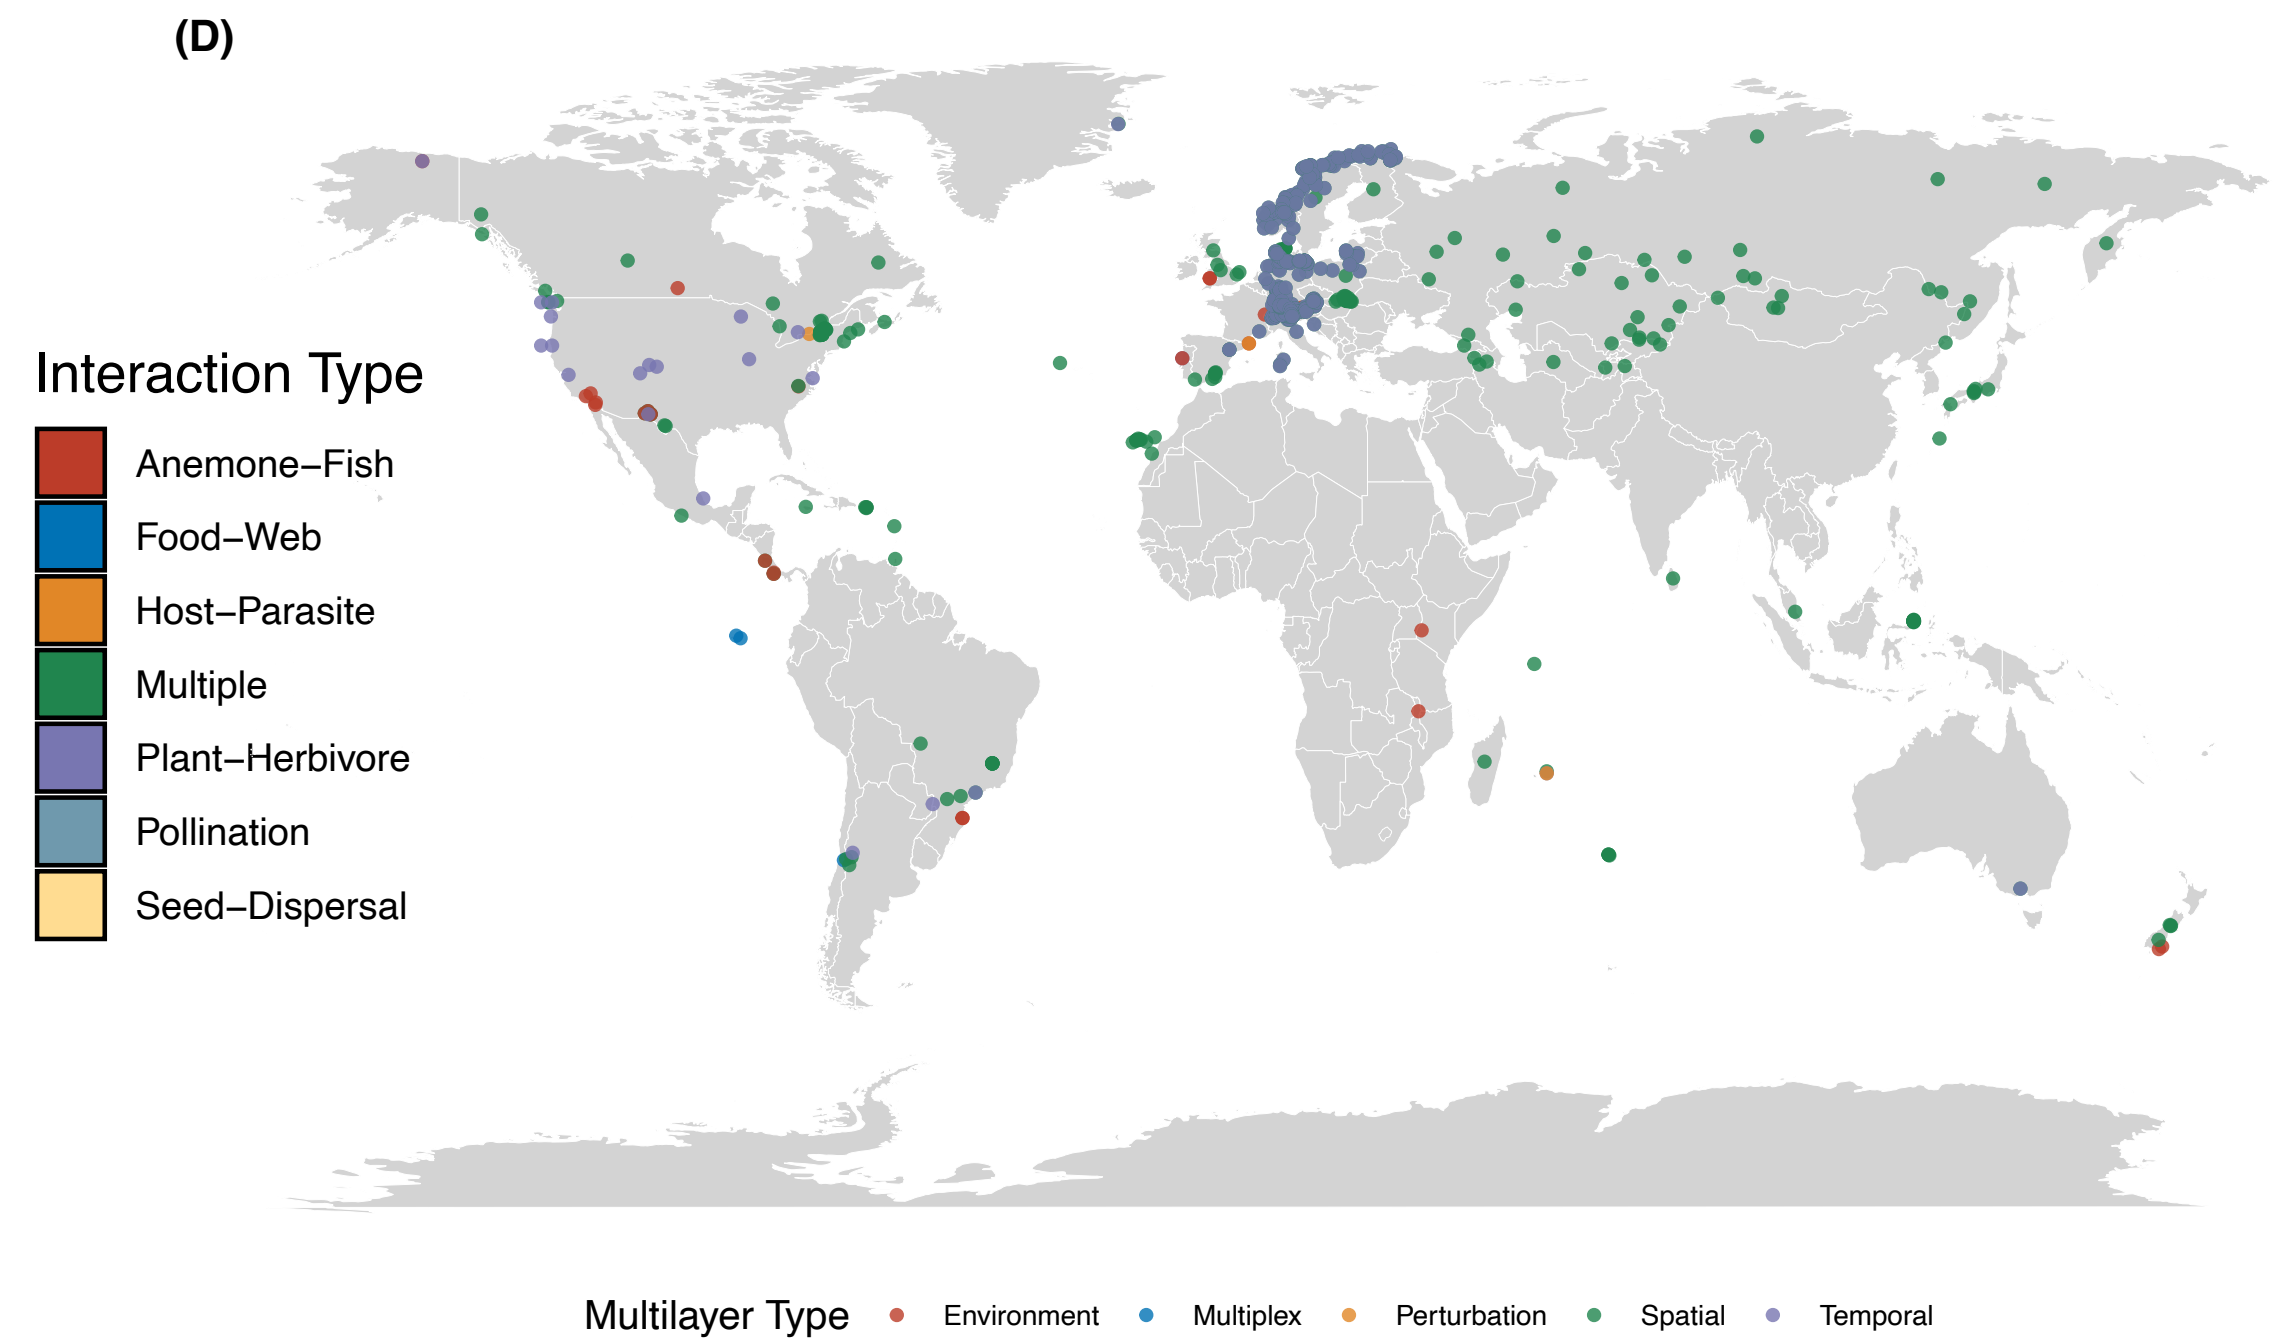 (D)
Interaction Type
Anemone−Fish
Food−Web
Host−Parasite
Multiple
Plant−Herbivore
Pollination
Seed−Dispersal
Multilayer Type Environment Multiplex Perturbation Spatial Temporal